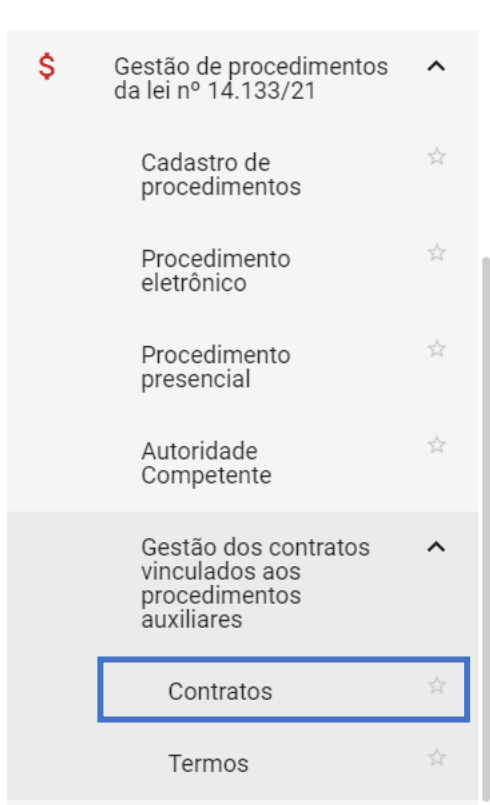 $
Gestão de procedimentos
da lei nº 14.133/21
Cadastro de
procedimentos
Procedimento
eletrônico
Procedimento
presencial
Autoridade
Competente
Gestão dos contratos
vinculados aos
procedimentos
auxiliares
Contratos
Termos